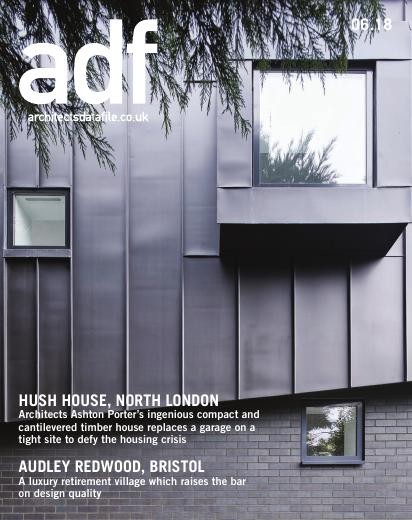 06.18
adf
architectsdatafile.co.uk
HUSH HOUSE, NORTH LONDON
Architects Ashton Porter's ingenious compact and
cantilevered timber house replaces a garage on a
tight site to defy the housing crisis
AUDLEY REDWOOD, BRISTOL
A luxury retirement village which raises the bar
on design quality